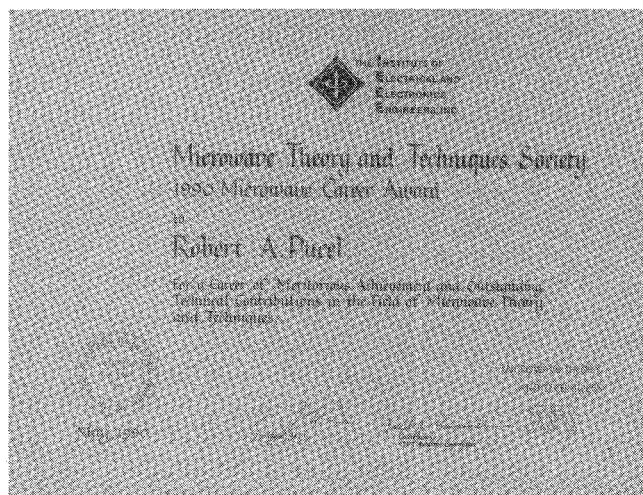 THE INSTITUTE OF
ELECTRICAL AND
ELECTRONICS
ENGINEERS, INC
Microwave Theory and Techniques Society
1990 Microwave Career Award
to
Robert A. Pucel
For a Career of Meritorious Achievement and Outstanding
Technical Contributions in the Field of Microwave Theory
and Techniques
May, 1990